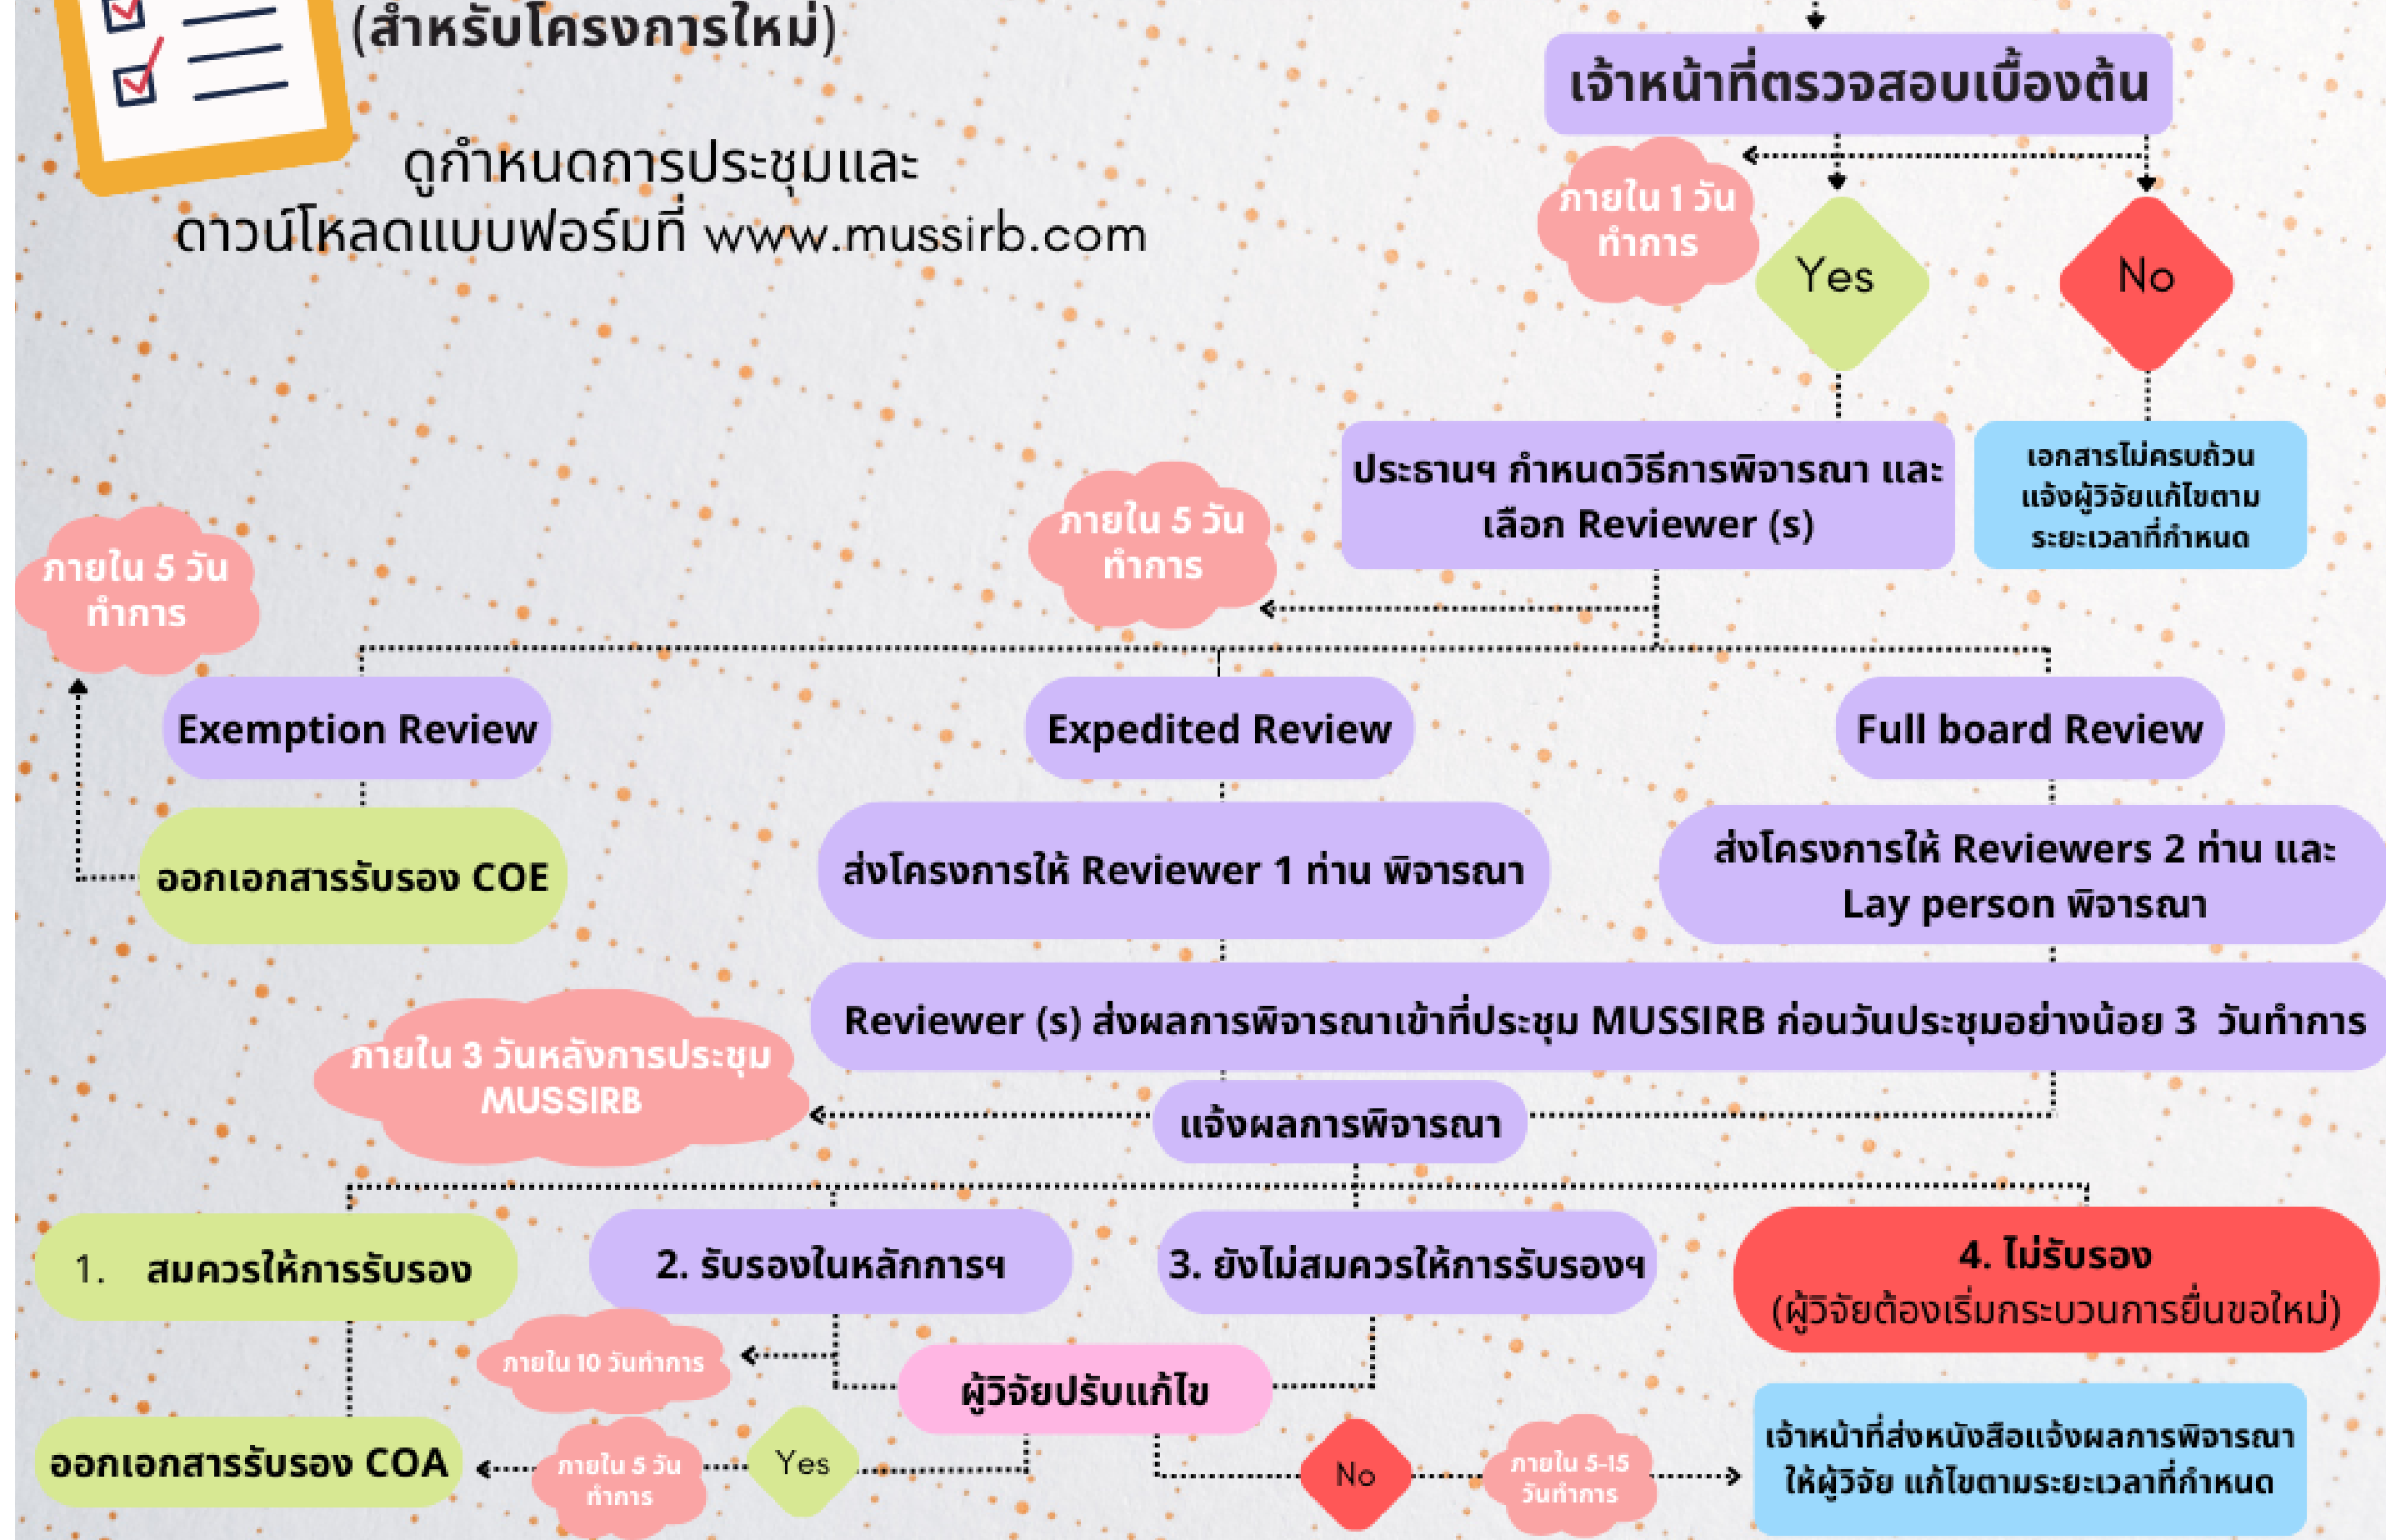 (สำหรับโครงการใหม่)
ดูกำหนดการประชุมและ
ดาวน์โหลดแบบฟอร์มที่ www.mussirb.com
เจ้าหน้าที่ตรวจสอบเบื้องต้น
ภายใน 1 วัน
ทำการ
Yes
No
ประธานฯ กำหนดวิธีการพิจารณา และ
เลือก Reviewer (s)
เอกสารไม่ครบถ้วน
แจ้งผู้วิจัยแก้ไขตาม
ระยะเวลาที่กำหนด
ภายใน 5 วัน
ทำการ
ภายใน 5 วัน
ทำการ
Exemption Review
Expedited Review
Full board Review
ออกเอกสารรับรอง COE
ส่งโครงการให้ Reviewer 1 ท่าน พิจารณา
ส่งโครงการให้ Reviewers 2 ท่าน และ
Lay person พิจารณา
Reviewer (s) ส่งผลการพิจารณาเข้าที่ประชุม MUSSIRB ก่อนวันประชุมอย่างน้อย 3 วันทำการ
ภายใน 3 วันหลังการประชุม
MUSSIRB
แจ้งผลการพิจารณา
1. สมควรให้การรับรอง
2. รับรองในหลักการฯ
3. ยังไม่สมควรให้การรับรองฯ
4. ไม่รับรอง
(ผู้วิจัยต้องเริ่มกระบวนการยื่นขอใหม่)
ภายใน 10 วันทำการ
ผู้วิจัยปรับแก้ไข
ออกเอกสารรับรอง COA
ภายใน 5 วัน
ทำการ
Yes
No
ภายใน 5-15
วันทำการ
เจ้าหน้าที่ส่งหนังสือแจ้งผลการพิจารณา
ให้ผู้วิจัย แก้ไขตามระยะเวลาที่กำหนด